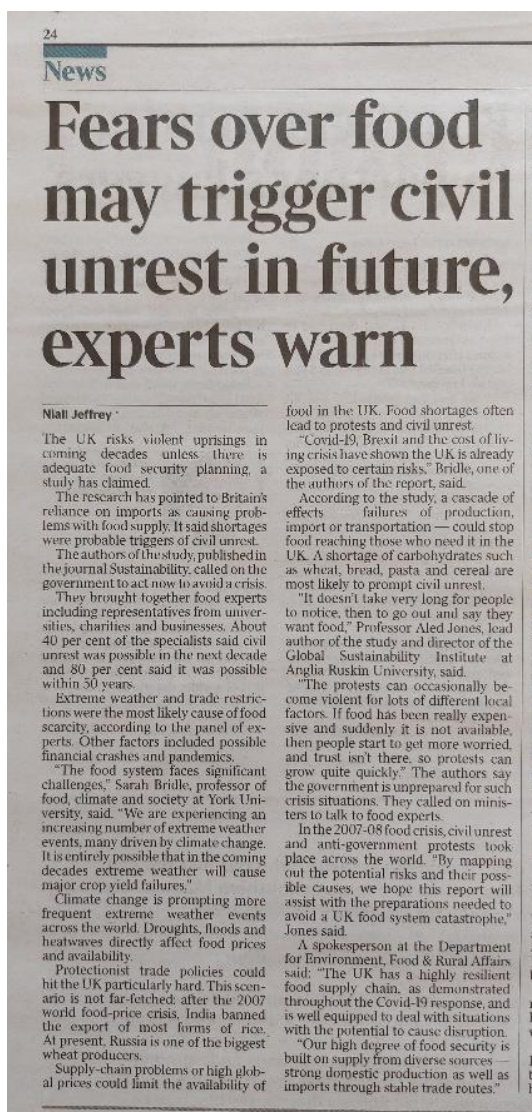 24
News
Fears over food
may trigger civil
unrest in future,
experts warn
Niall Jeffrey
The UK risks violent uprisings in
coming decades unless there is
adequate food security planning, a
study has claimed.
The research has pointed to Britain's
reliance on imports as causing prob-
lems with food supply. It said shortages
were probable triggers of civil unrest.
The authors of the study, published in
the journal Sustainability, called on the
government to act now to avoid a crisis.
They brought together food experts
including representatives from univer-
sities, charities and businesses. About
40 per cent of the specialists said civil
unrest was possible in the next decade
and 80 per cent said it was possible
within 50 years.
Extreme weather and trade restric-
tions were the most likely cause of food
scarcity, according to the panel of ex-
perts. Other factors included possible
financial crashes and pandemics.
"The food system faces significant
challenges," Sarah Bridle, professor of
food, climate and society at York Uni-
versity, said. "We are experiencing an
increasing number of extreme weather
events, many driven by climate change.
It is entirely possible that in the coming
decades extreme weather will cause
major crop yield failures."
Climate change is prompting more
frequent extreme weather events
across the world. Droughts, floods and
heatwaves directly affect food prices
and availability.
Protectionist trade policies could
hit the UK particularly hard. This scen-
ario is not far-fetched: after the 2007
world food-price crisis, India banned
the export of most forms of rice.
At present, Russia is one of the biggest
wheat producers.
Supply-chain problems or high glob-
al prices could limit the availability of
food in the UK. Food shortages often
lead to protests and civil unrest.
"Covid-19, Brexit and the cost of liv-
ing crisis have shown the UK is already
exposed to certain risks," Bridle, one of
the authors of the report, said.
According to the study, a cascade of
effects — failures of production,
import or transportation — could stop
food reaching those who need it in the
UK. A shortage of carbohydrates such
as wheat, bread, pasta and cereal are
most likely to prompt civil unrest.
"It doesn't take very long for people
to notice, then to go out and say they
want food," Professor Aled Jones, lead
author of the study and director of the
Global Sustainability Institute at
Anglia Ruskin University, said.
"The protests can occasionally be-
come violent for lots of different local
factors. If food has been really expen-
sive and suddenly it is not available,
then people start to get more worried,
and trust isn't there, so protests can
grow quite quickly." The authors say
the government is unprepared for such
crisis situations. They called on minis-
ters to talk to food experts.
In the 2007-08 food crisis, civil unrest
and anti-government protests took
place across the world. "By mapping
out the potential risks and their poss-
ible causes, we hope this report will
assist with the preparations needed to
avoid a UK food system catastrophe,"
Jones said.
A spokesperson at the Department
for Environment, Food & Rural Affairs
said: "The UK has a highly resilient
food supply chain, as demonstrated
throughout the Covid-19 response, and
is well equipped to deal with situations
with the potential to cause disruption.
"Our high degree of food security is
built on supply from diverse sources —
strong domestic production as well as
imports through stable trade routes."